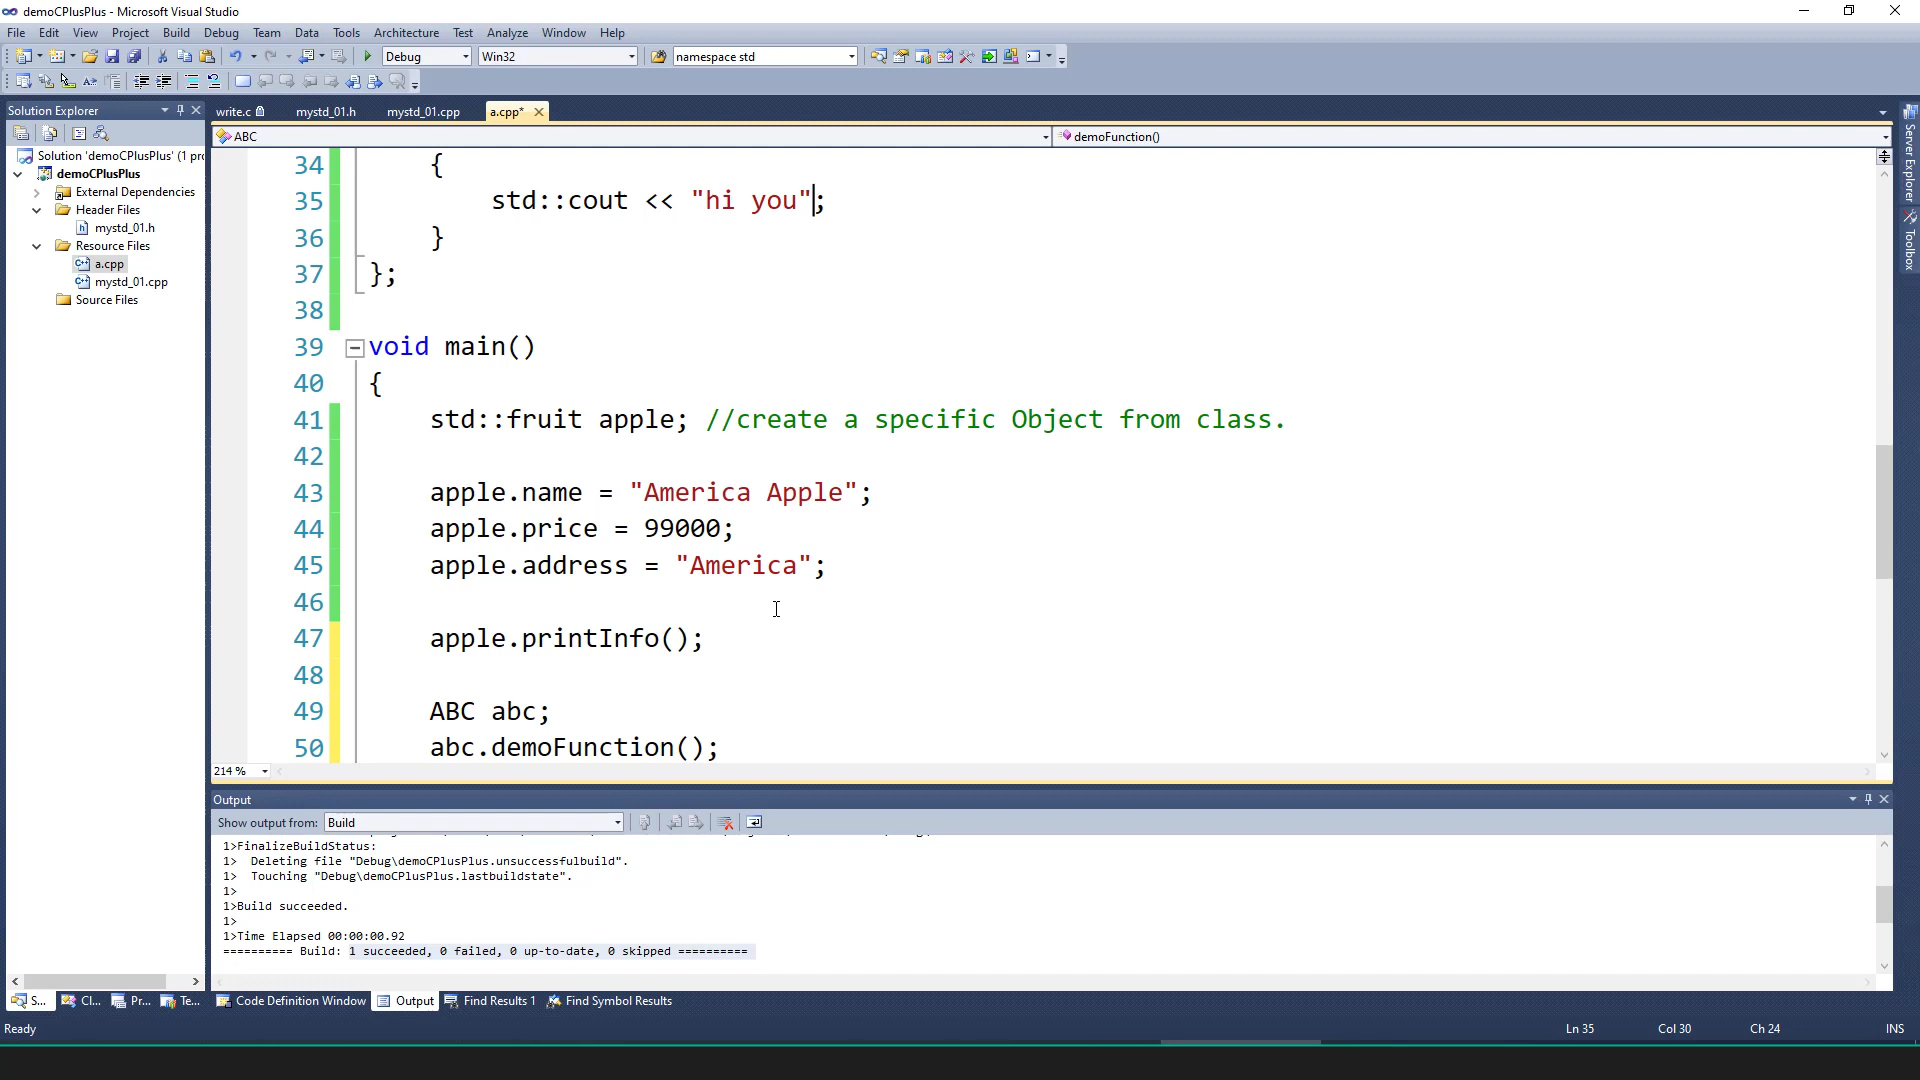 demoCPlusPlus - Microsoft Visual Studio
File Edit View Project Build Debug Team Data Tools Architecture Test Analyze Window Help
Debug Win32 namespace std
Solution Explorer
write.c mystd_01.h mystd_01.cpp a.cpp*
ABC demoFunction()
Solution 'demoCPlusPlus' (1 pro
demoCPlusPlus
External Dependencies
Header Files
mystd_01.h
Resource Files
a.cpp
mystd_01.cpp
Source Files
34 {
35 std::cout << "hi you";
36 }
37 };
38
39 void main()
40 {
41 std::fruit apple; //create a specific Object from class.
42
43 apple.name = "America Apple";
44 apple.price = 99000;
45 apple.address = "America";
46
47 apple.printInfo();
48
49 ABC abc;
50 abc.demoFunction();
214 %
Server Explorer
Toolbox
Output
Show output from: Build
1>FinalizeBuildStatus:
1> Deleting file "Debug\demoCPlusPlus.unsuccessfulbuild".
1> Touching "Debug\demoCPlusPlus.lastbuildstate".
1>
1>Build succeeded.
1>
1>Time Elapsed 00:00:00.92
========== Build: 1 succeeded, 0 failed, 0 up-to-date, 0 skipped ==========
S... Cl... Pr... Te... Code Definition Window Output Find Results 1 Find Symbol Results
Ready Ln 35 Col 30 Ch 24 INS